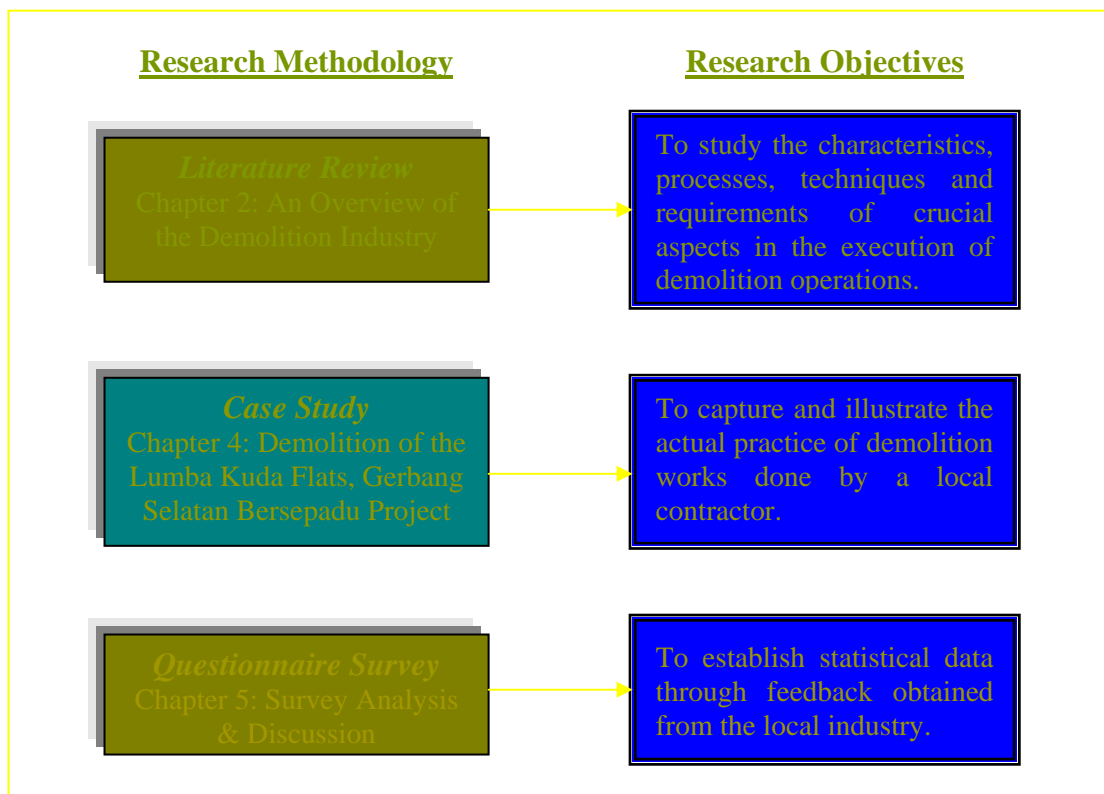 Research Methodology
Research Objectives
Literature Review
Chapter 2: An Overview of
the Demolition Industry
To study the characteristics,
processes, techniques and
requirements of crucial
aspects in the execution of
demolition operations.
Case Study
Chapter 4: Demolition of the
Lumba Kuda Flats, Gerbang
Selatan Bersepadu Project
To capture and illustrate the
actual practice of demolition
works done by a local
contractor.
Questionnaire Survey
Chapter 5: Survey Analysis
& Discussion
To establish statistical data
through feedback obtained
from the local industry.